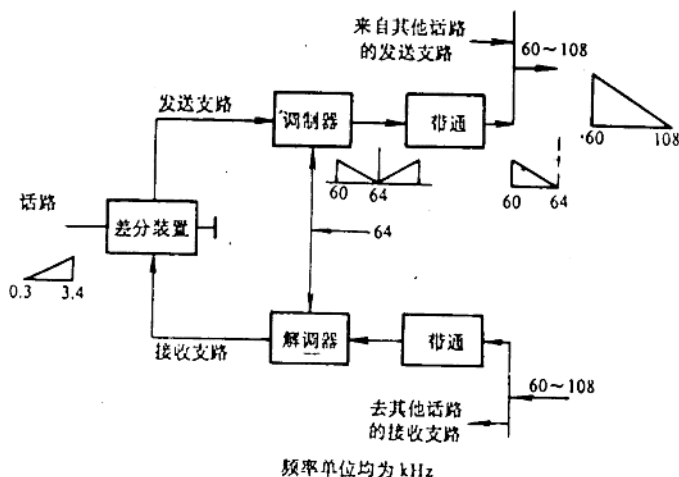 来自其他话路
的发送支路
60~108
发送支路
调制器
带通
60
108
60
64
60
64
话路
差分装置
64
0.3
3.4
接收支路
解调器
带通
60~108
去其他话路
的接收支路
频率单位均为 kHz